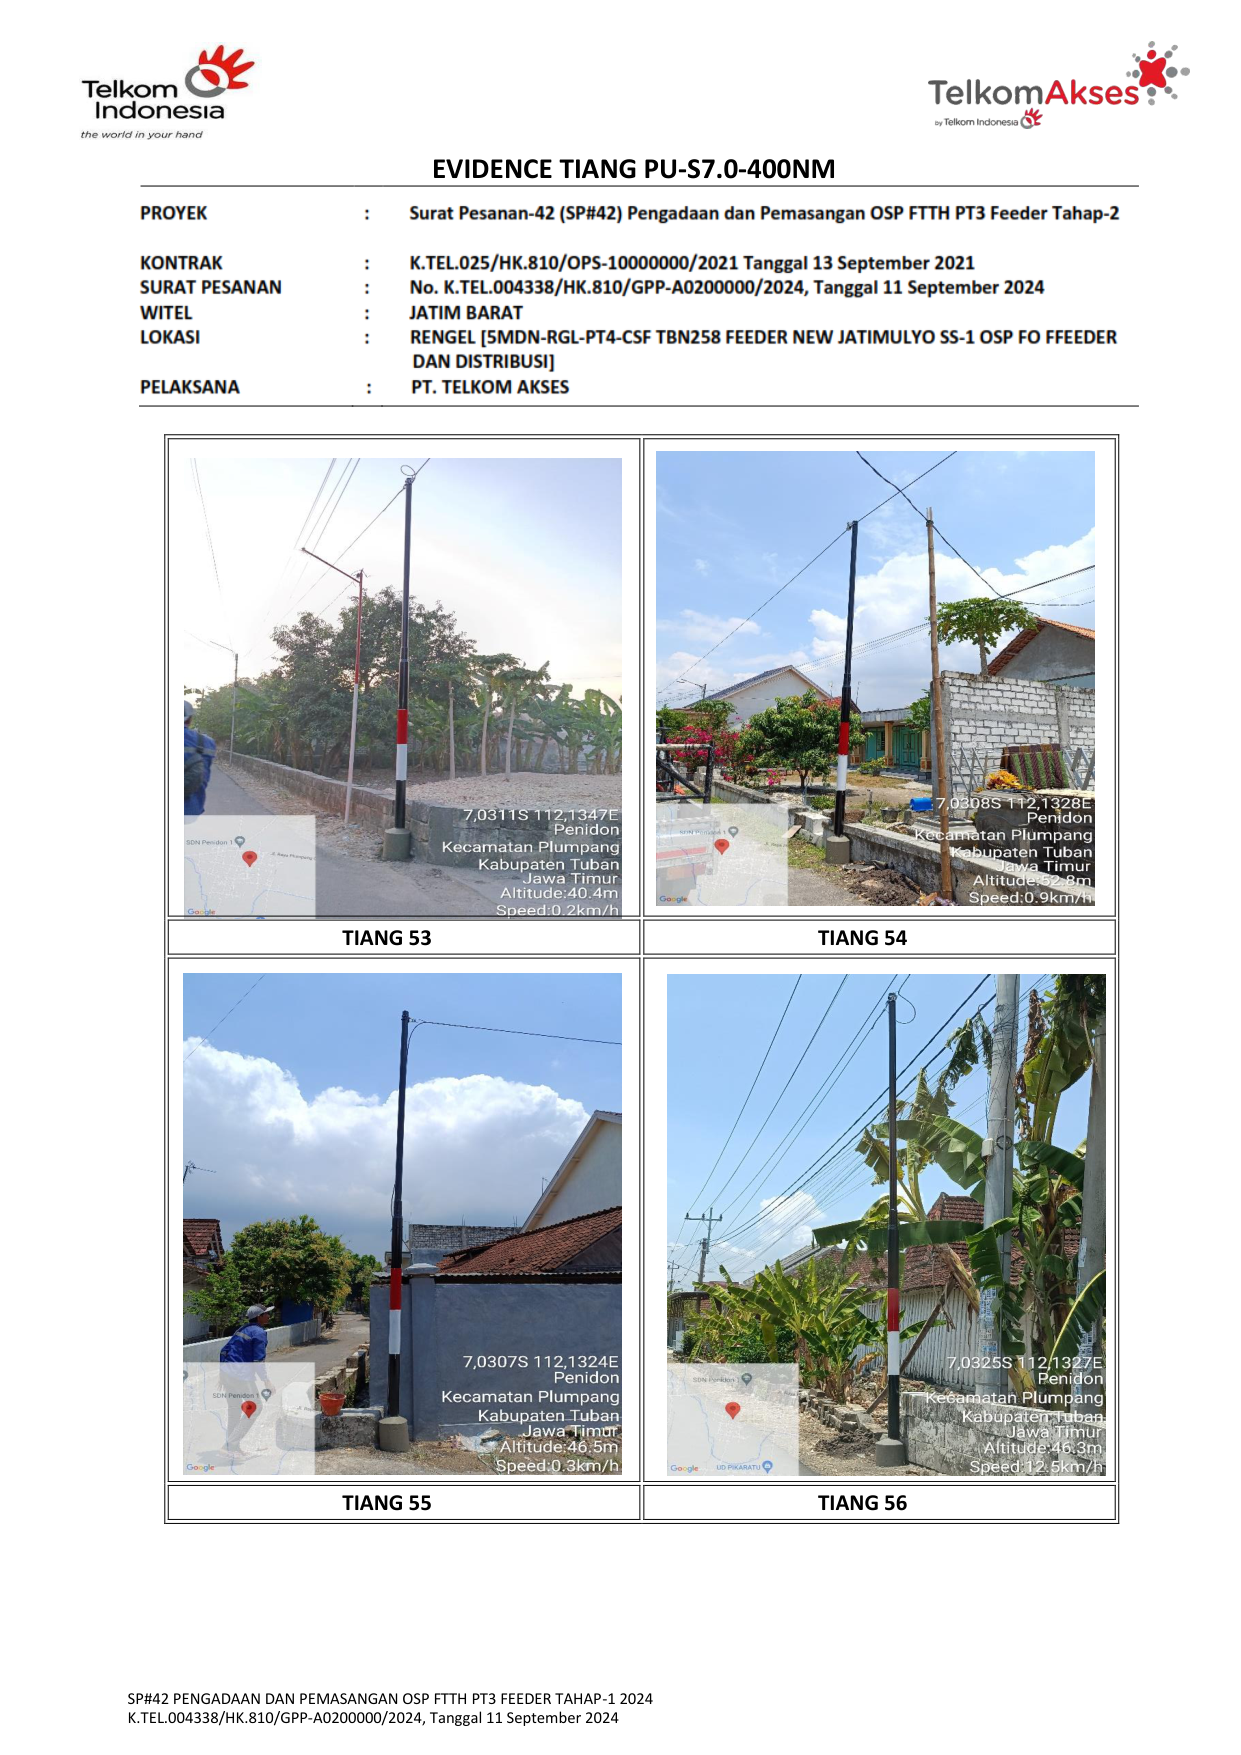 Telkom
Indonesia
the world in your hand
TelkomAkses
by Telkom Indonesia
EVIDENCE TIANG PU-S7.0-400NM
PROYEK : Surat Pesanan-42 (SP#42) Pengadaan dan Pemasangan OSP FTTH PT3 Feeder Tahap-2
KONTRAK : K.TEL.025/HK.810/OPS-10000000/2021 Tanggal 13 September 2021
SURAT PESANAN : No. K.TEL.004338/HK.810/GPP-A0200000/2024, Tanggal 11 September 2024
WITEL : JATIM BARAT
LOKASI : RENGEL [5MDN-RGL-PT4-CSF TBN258 FEEDER NEW JATIMULYO SS-1 OSP FO FFEEDER
DAN DISTRIBUSI]
PELAKSANA : PT. TELKOM AKSES
7,0311S 112,1347E
Penidon
Kecamatan Plumpang
Kabupaten Tuban
Jawa Timur
Altitude:40.4m
Speed:0.2km/h
SDN Penidon 1
Google
7,0308S 112,1328E
Penidon
Kecamatan Plumpang
Kabupaten Tuban
Jawa Timur
Altitude:52.8m
Speed:0.9km/h
SDN Penidon 1
Google
TIANG 53
TIANG 54
7,0307S 112,1324E
Penidon
Kecamatan Plumpang
Kabupaten Tuban
Jawa Timur
Altitude:46.5m
Speed:0.3km/h
SDN Penidon 1
Google
7,0325S 112,1327E
Penidon
Kecamatan Plumpang
Kabupaten Tuban
Jawa Timur
Altitude:46.3m
Speed:12.5km/h
SDN Penidon 1
Google
UD PIKARATU
TIANG 55
TIANG 56
SP#42 PENGADAAN DAN PEMASANGAN OSP FTTH PT3 FEEDER TAHAP-1 2024
K.TEL.004338/HK.810/GPP-A0200000/2024, Tanggal 11 September 2024